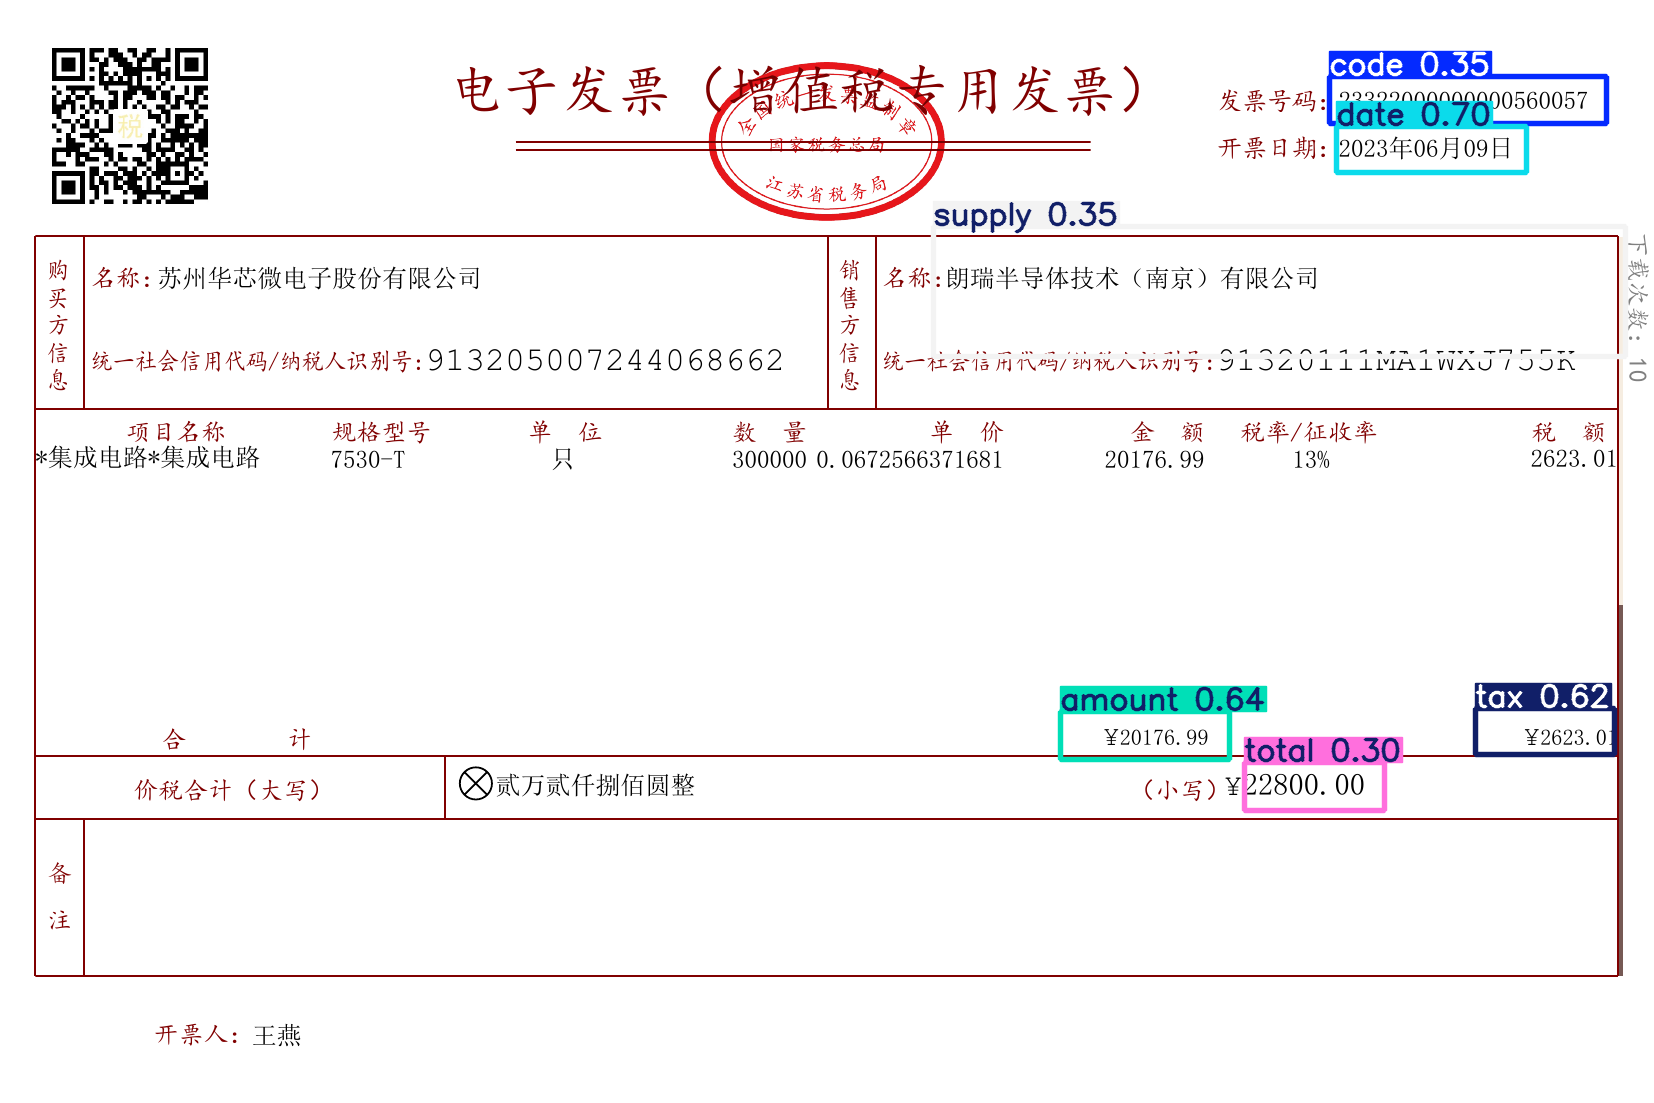 电子发票（增值税专用发票）
全国统一发票监制章
国家税务总局
江苏省税务局
税
code 0.35
发票号码：23322000000000560057
date 0.70
开票日期：2023年06月09日
supply 0.35
下载次数：10
购买方信息
名称：苏州华芯微电子股份有限公司
统一社会信用代码/纳税人识别号：913205007244068662
销售方信息
名称：朗瑞半导体技术（南京）有限公司
统一社会信用代码/纳税人识别号：91320111MA1WXJ755K
项目名称 规格型号 单位 数量 单价 金额 税率/征收率 税额
*集成电路*集成电路 7530-T 只 300000 0.0672566371681 20176.99 13% 2623.01
amount 0.64 tax 0.62
合计 ¥20176.99 ¥2623.01
total 0.30
价税合计（大写） 贰万贰仟捌佰圆整 （小写）¥22800.00
备注
开票人：王燕